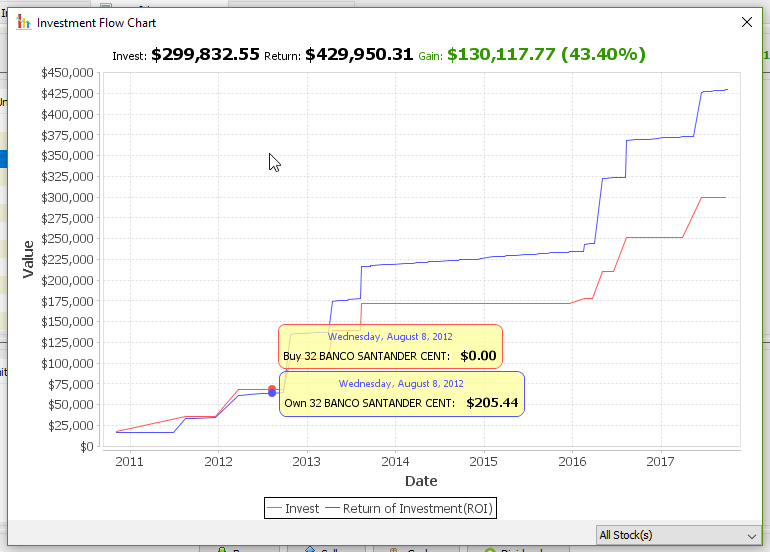 Investment Flow Chart
Invest: $299,832.55 Return: $429,950.31 Gain: $130,117.77 (43.40%)
$450,000
$425,000
$400,000
$375,000
$350,000
$325,000
$300,000
$275,000
$250,000
$225,000
$200,000
$175,000
$150,000
$125,000
$100,000
$75,000
$50,000
$25,000
$0
Value
Wednesday, August 8, 2012
Buy 32 BANCO SANTANDER CENT: $0.00
Wednesday, August 8, 2012
Own 32 BANCO SANTANDER CENT: $205.44
2011 2012 2013 2014 2015 2016 2017
Date
Invest Return of Investment(ROI)
All Stock(s)